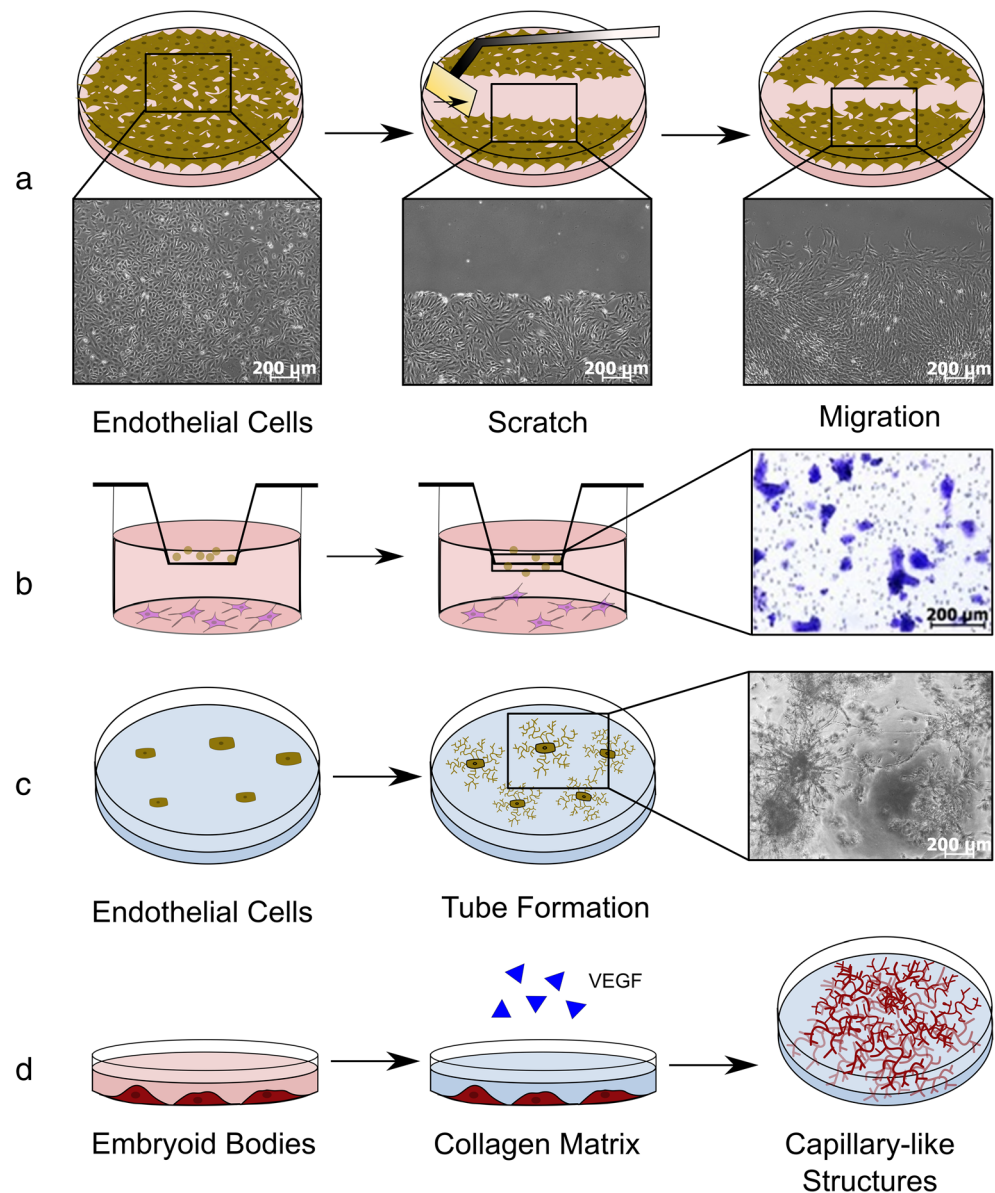 a
200 µm
200 µm
200 µm
Endothelial Cells
Scratch
Migration
b
200 µm
c
200 µm
Endothelial Cells
Tube Formation
VEGF
d
Embryoid Bodies
Collagen Matrix
Capillary-like
Structures